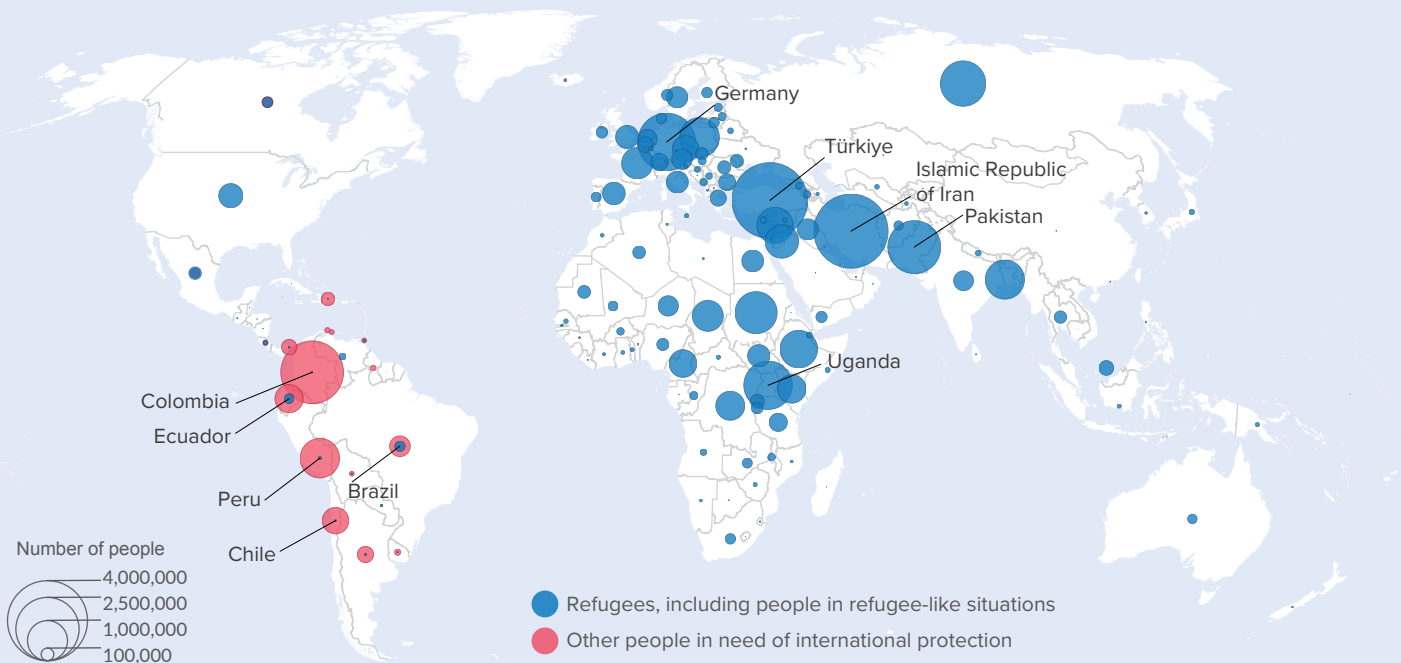 Germany
Türkiye
Islamic Republic
of Iran
Pakistan
Uganda
Colombia
Ecuador
Peru
Brazil
Chile
Number of people
4,000,000
2,500,000
1,000,000
100,000
Refugees, including people in refugee-like situations
Other people in need of international protection